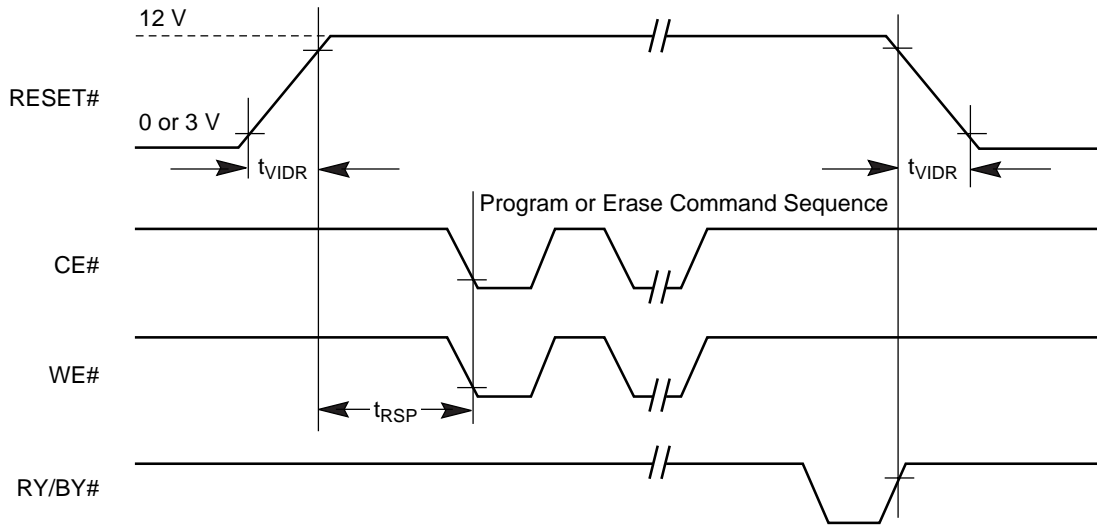 12 V
RESET#
0 or 3 V
tVIDR
tVIDR
Program or Erase Command Sequence
CE#
WE#
tRSP
RY/BY#